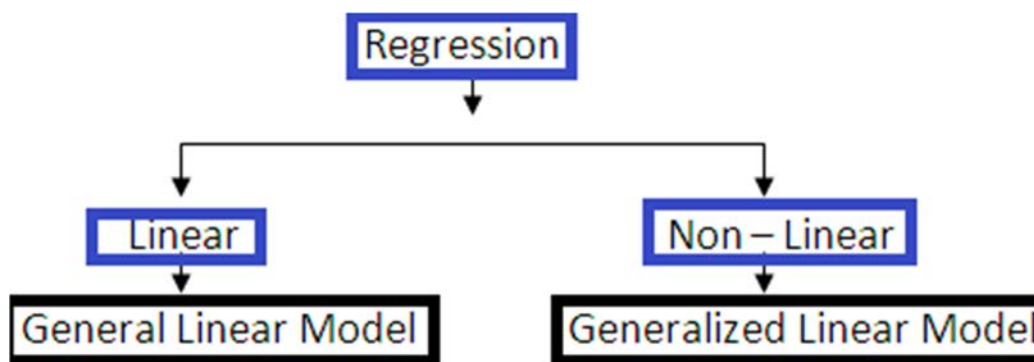 Regression
Linear
Non – Linear
General Linear Model
Generalized Linear Model